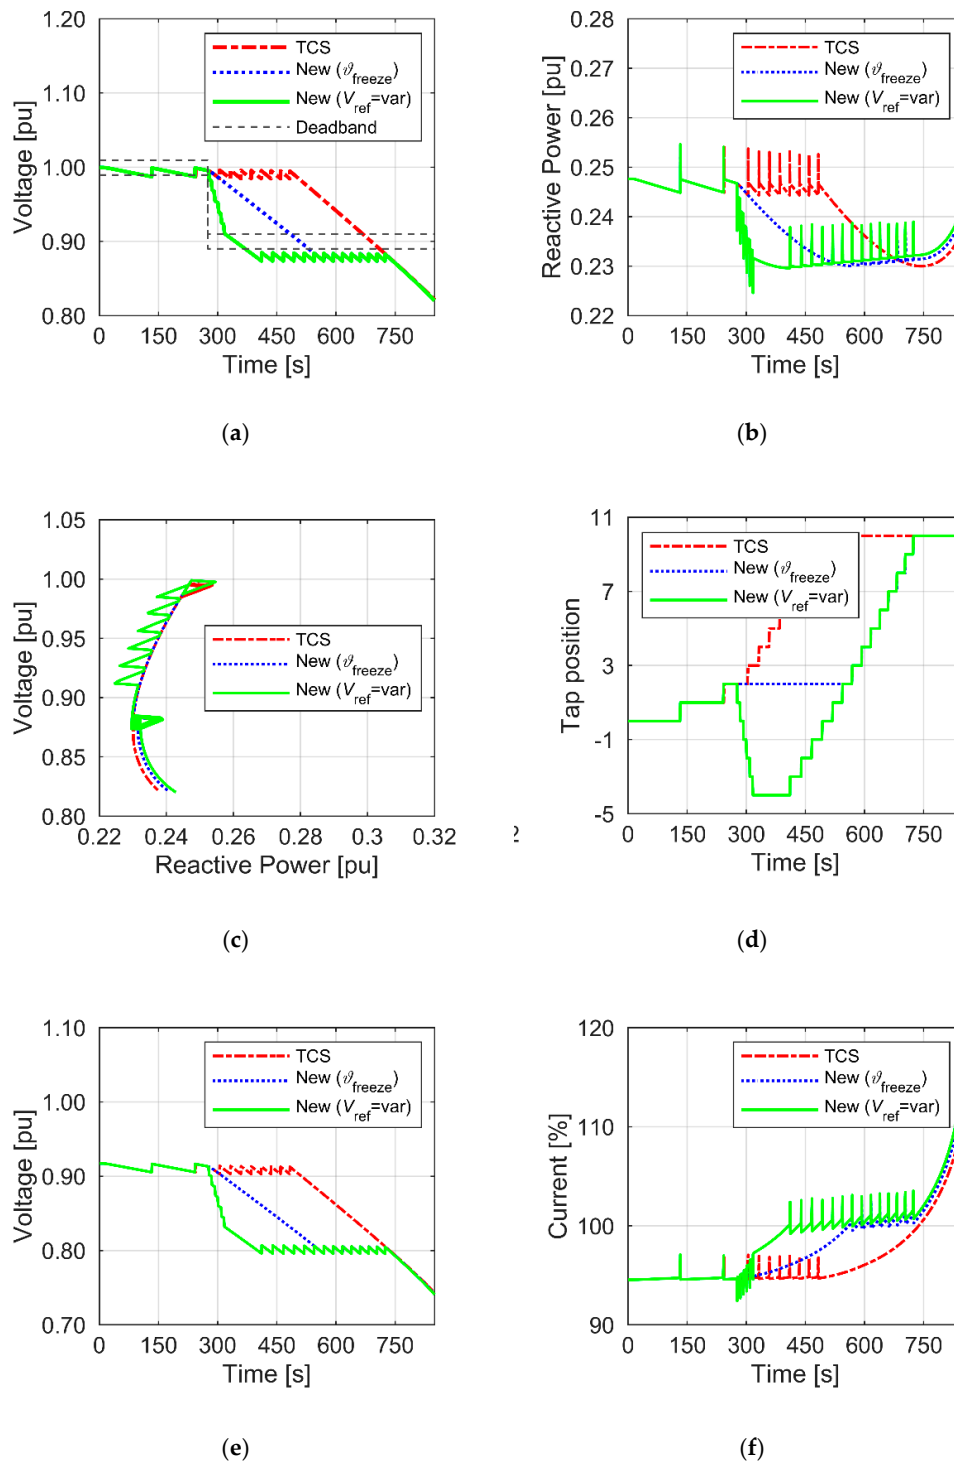 1.20
1.10
1.00
0.90
0.80
Voltage [pu]
TCS
New (ϑfreeze)
New (Vref=var)
Deadband
0 150 300 450 600 750
Time [s]
(a)
0.28
0.26
0.25
0.24
0.23
0.22
Reactive Power [pu]
TCS
New (ϑfreeze)
New (Vref=var)
0 150 300 450 600 750
Time [s]
(b)
1.05
1.00
0.95
0.90
0.85
0.80
Voltage [pu]
TCS
New (ϑfreeze)
New (Vref=var)
0.22 0.24 0.26 0.28 0.3 0.32
Reactive Power [pu]
(c)
11
7
3
-1
-5
Tap position
TCS
New (ϑfreeze)
New (Vref=var)
0 150 300 450 600 750
Time [s]
(d)
1.10
1.00
0.90
0.80
0.70
Voltage [pu]
TCS
New (ϑfreeze)
New (Vref=var)
0 150 300 450 600 750
Time [s]
(e)
120
110
100
90
Current [%]
TCS
New (ϑfreeze)
New (Vref=var)
0 150 300 450 600 750
Time [s]
(f)